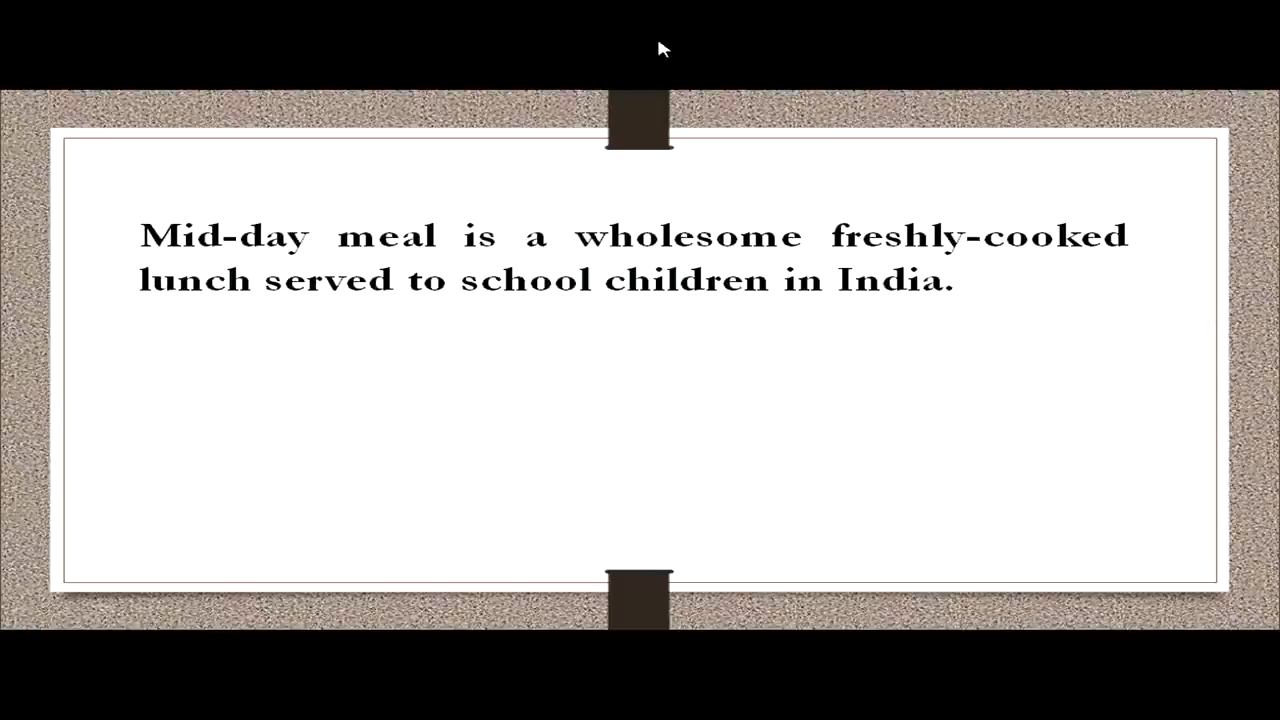 Mid-day meal is a wholesome freshly-cooked
lunch served to school children in India.